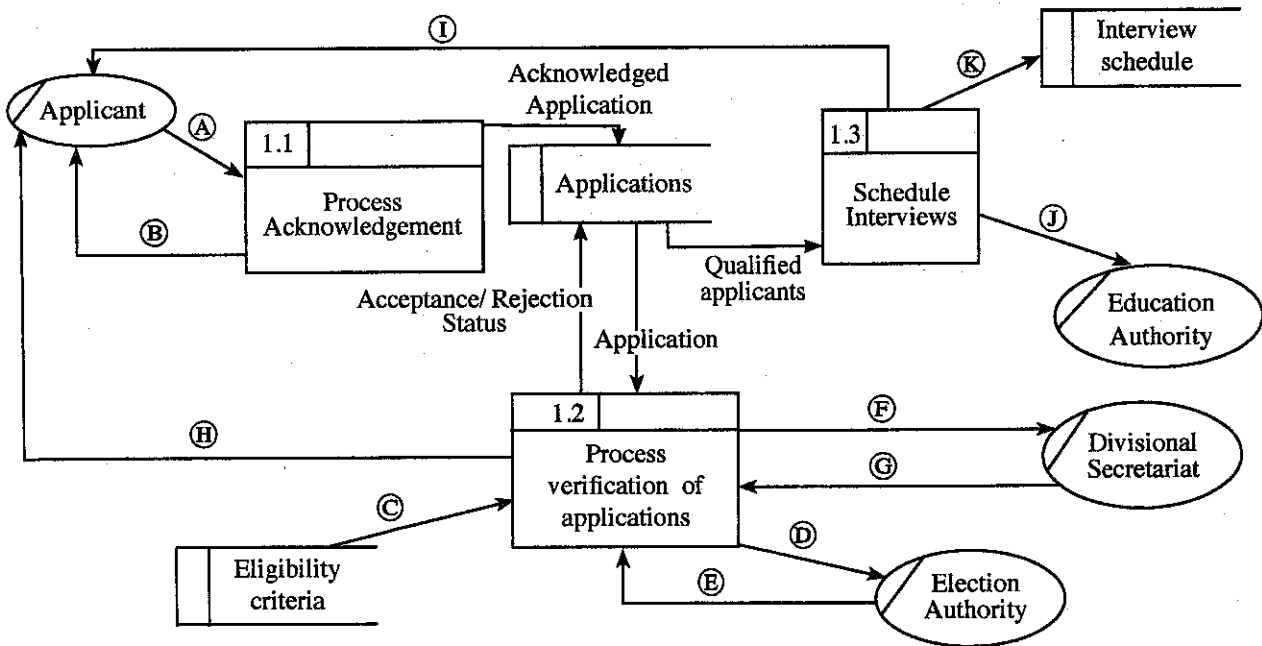 Ⓘ
Interview
schedule
Ⓚ
Acknowledged
Application
Applicant
Ⓐ
1.1
1.3
Process
Acknowledgement
Applications
Schedule
Interviews
Ⓙ
Ⓑ
Qualified
applicants
Acceptance/ Rejection
Status
Education
Authority
Application
1.2
Ⓕ
Ⓗ
Divisional
Secretariat
Process
verification of
applications
Ⓖ
Ⓒ
Ⓓ
Eligibility
criteria
Ⓔ
Election
Authority